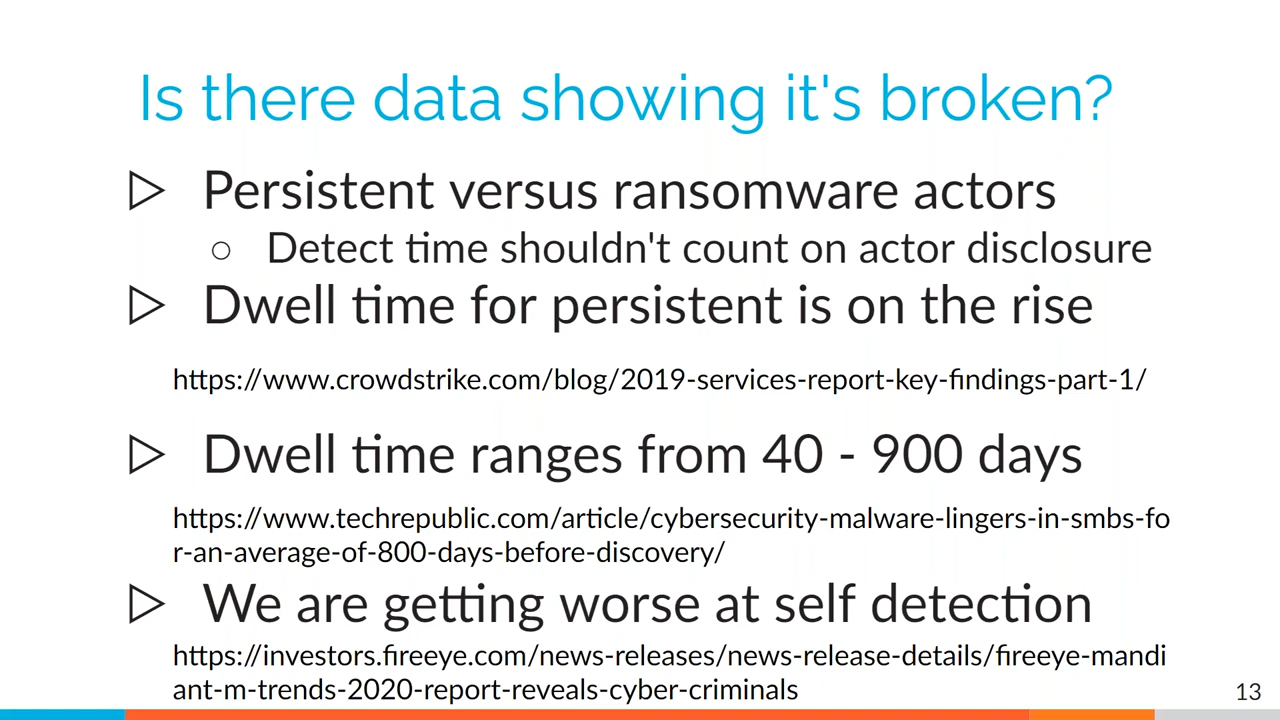 Is there data showing it's broken?
▷ Persistent versus ransomware actors
○ Detect time shouldn't count on actor disclosure
▷ Dwell time for persistent is on the rise
https://www.crowdstrike.com/blog/2019-services-report-key-findings-part-1/
▷ Dwell time ranges from 40 - 900 days
https://www.techrepublic.com/article/cybersecurity-malware-lingers-in-smbs-fo
r-an-average-of-800-days-before-discovery/
▷ We are getting worse at self detection
https://investors.fireeye.com/news-releases/news-release-details/fireeye-mandi
ant-m-trends-2020-report-reveals-cyber-criminals
13